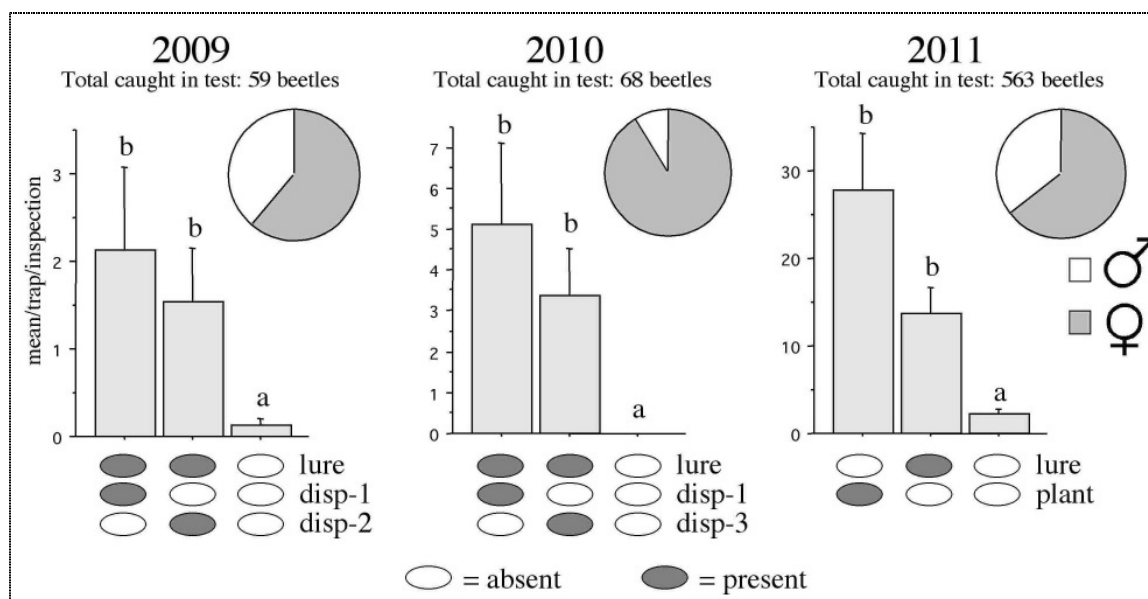 2009
Total caught in test: 59 beetles
mean/trap/inspection
3
2
1
0
b
b
a
lure
disp-1
disp-2
2010
Total caught in test: 68 beetles
7
6
5
4
3
2
1
0
b
b
a
lure
disp-1
disp-3
2011
Total caught in test: 563 beetles
30
20
10
0
b
b
a
lure
plant
♂
♀
= absent
= present